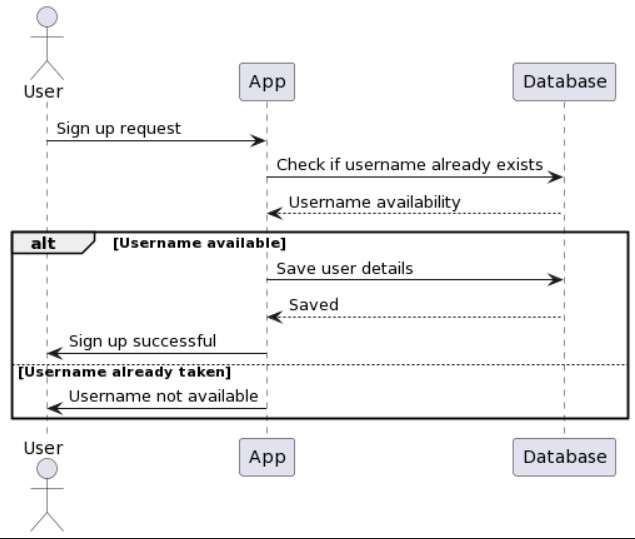 User
App
Database
Sign up request
Check if username already exists
Username availability
alt
[Username available]
Save user details
Saved
Sign up successful
[Username already taken]
Username not available
User
App
Database